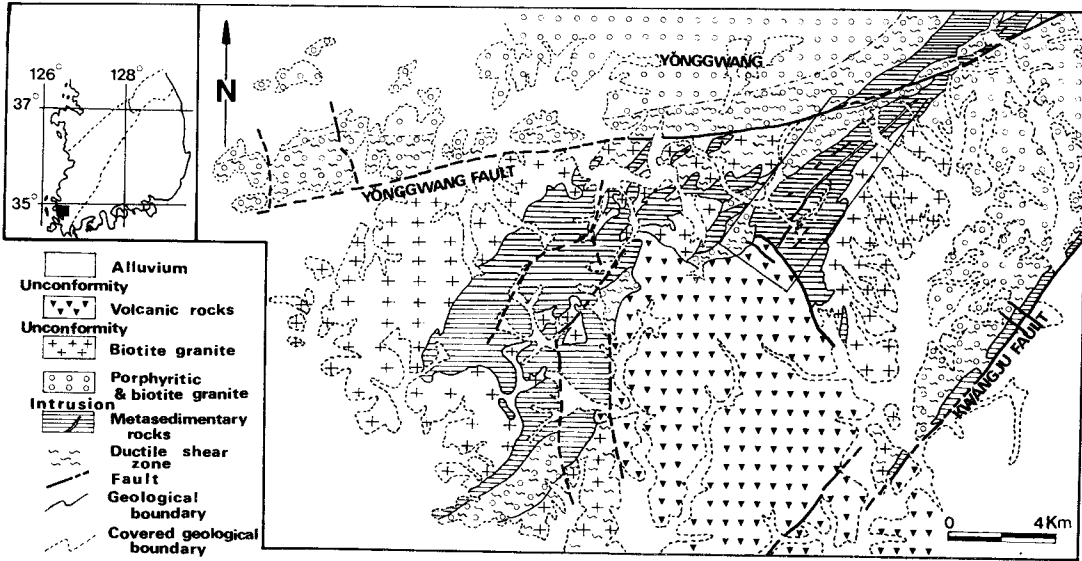 126°
128°
37°
35°
N
YŎNGGWANG
YŎNGGWANG FAULT
KWANGJU FAULT
Alluvium
Unconformity
Volcanic rocks
Unconformity
Biotite granite
Porphyritic
& biotite granite
Intrusion
Metasedimentary
rocks
Ductile shear
zone
Fault
Geological
boundary
Covered geological
boundary
0 4Km